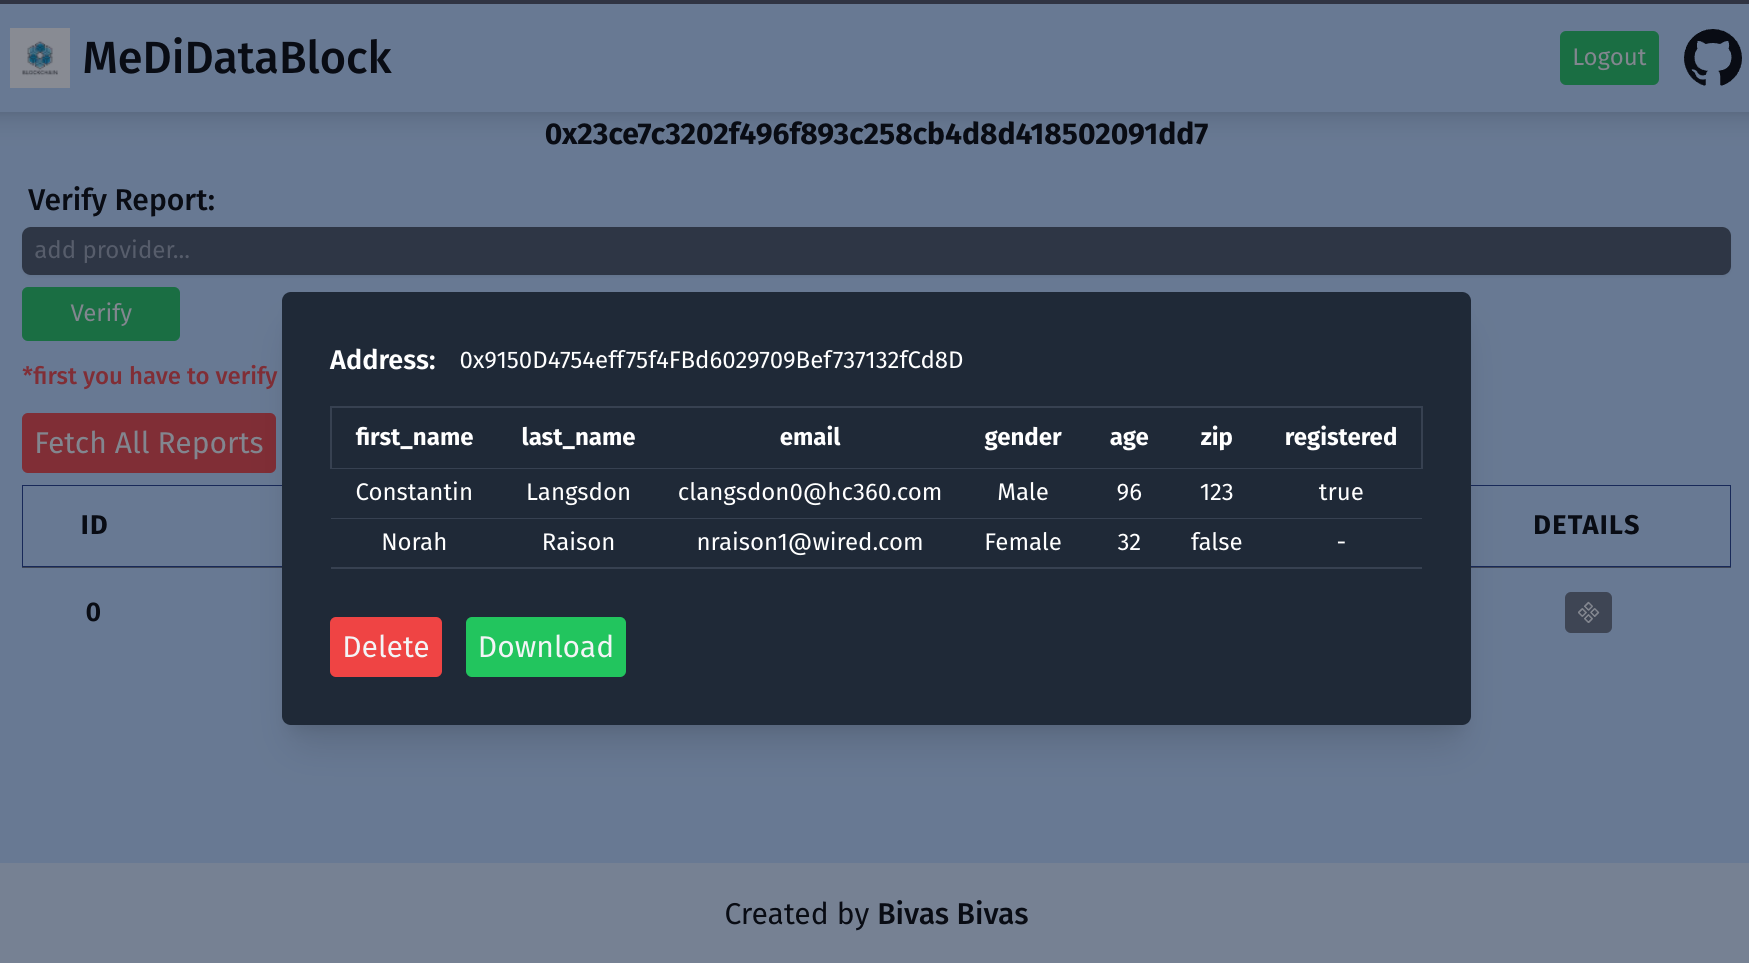 BLOCKCHAIN
MeDiDataBlock
Logout
0x23ce7c3202f496f893c258cb4d8d418502091dd7
Verify Report:
add provider...
Verify
*first you have to verify
Fetch All Reports
ID
DETAILS
0
Address: 0x9150D4754eff75f4FBd6029709Bef737132fCd8D
first_name last_name email gender age zip registered
Constantin Langsdon clangsdon0@hc360.com Male 96 123 true
Norah Raison nraison1@wired.com Female 32 false -
Delete Download
Created by Bivas Bivas